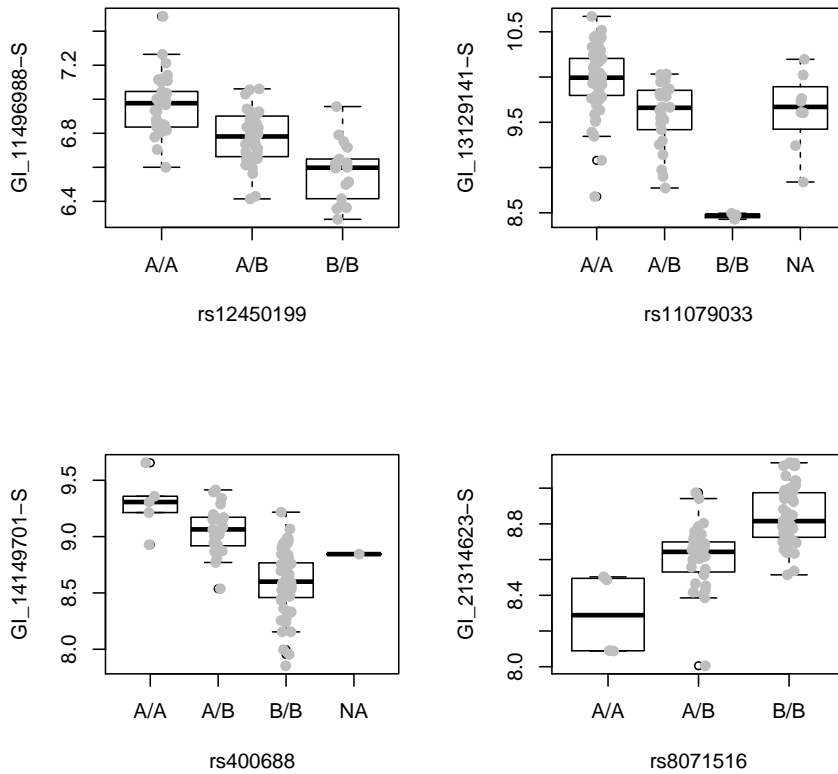 GI_11496988−S
7.2
6.8
6.4
A/A A/B B/B
rs12450199
GI_13129141−S
10.5
9.5
8.5
A/A A/B B/B NA
rs11079033
GI_14149701−S
9.5
9.0
8.5
8.0
A/A A/B B/B NA
rs400688
GI_21314623−S
8.8
8.4
8.0
A/A A/B B/B
rs8071516